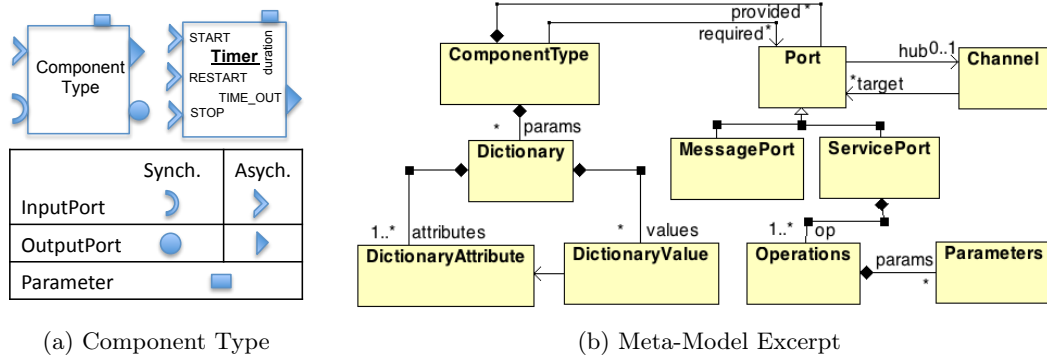 Component
Type
START
Timer
duration
RESTART
TIME_OUT
STOP
Synch.
Asych.
InputPort
OutputPort
Parameter
(a) Component Type
provided *
required *
ComponentType
Port
hub 0..1
Channel
* target
* params
Dictionary
MessagePort
ServicePort
1..* attributes
* values
1..* op
DictionaryAttribute
DictionaryValue
Operations
params
*
Parameters
(b) Meta-Model Excerpt